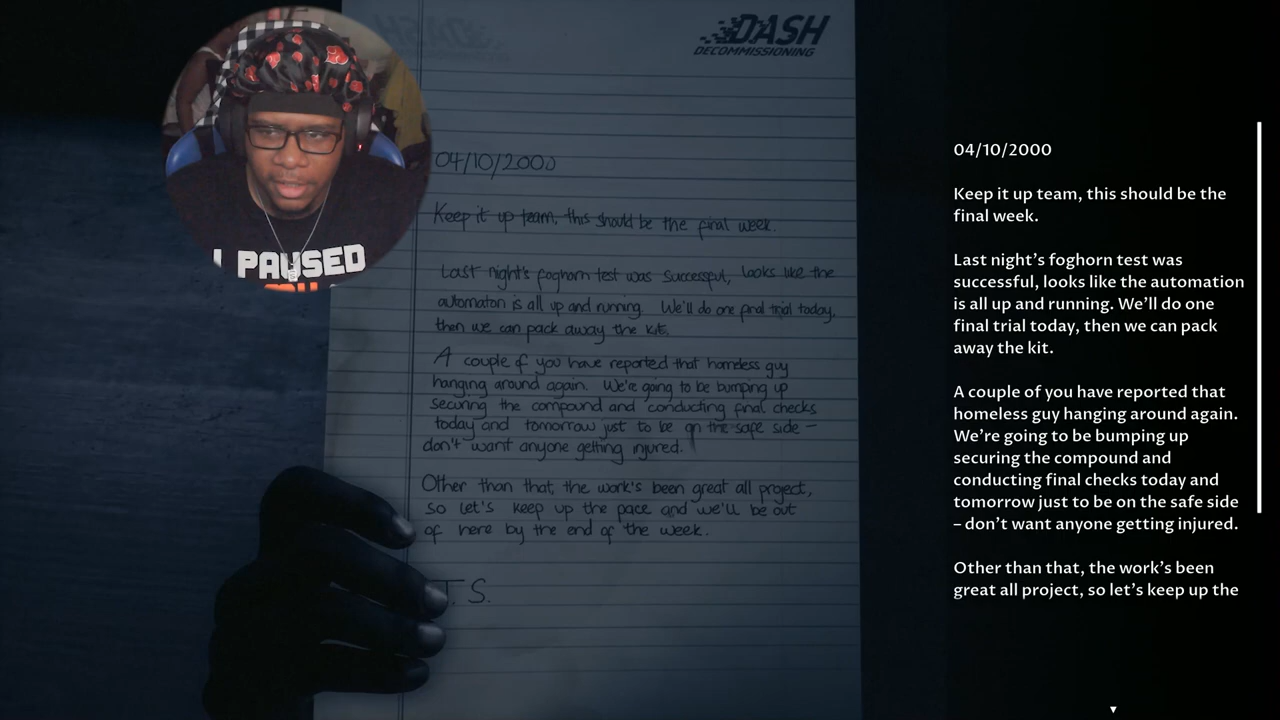 DASH
DECOMMISSIONING
I PAUSED
04/10/2000
Keep it up team, this should be the final week.
Last night's foghorn test was successful, looks like the
automation is all up and running. We'll do one final trial today,
then we can pack away the kit.
A couple of you have reported that homeless guy
hanging around again. We're going to be bumping up
securing the compound and conducting final checks
today and tomorrow just to be on the safe side –
don't want anyone getting injured.
Other than that, the work's been great all project,
so let's keep up the pace and we'll be out
of here by the end of the week.
T. S.
04/10/2000
Keep it up team, this should be the
final week.
Last night's foghorn test was
successful, looks like the automation
is all up and running. We'll do one
final trial today, then we can pack
away the kit.
A couple of you have reported that
homeless guy hanging around again.
We're going to be bumping up
securing the compound and
conducting final checks today and
tomorrow just to be on the safe side
– don't want anyone getting injured.
Other than that, the work's been
great all project, so let's keep up the